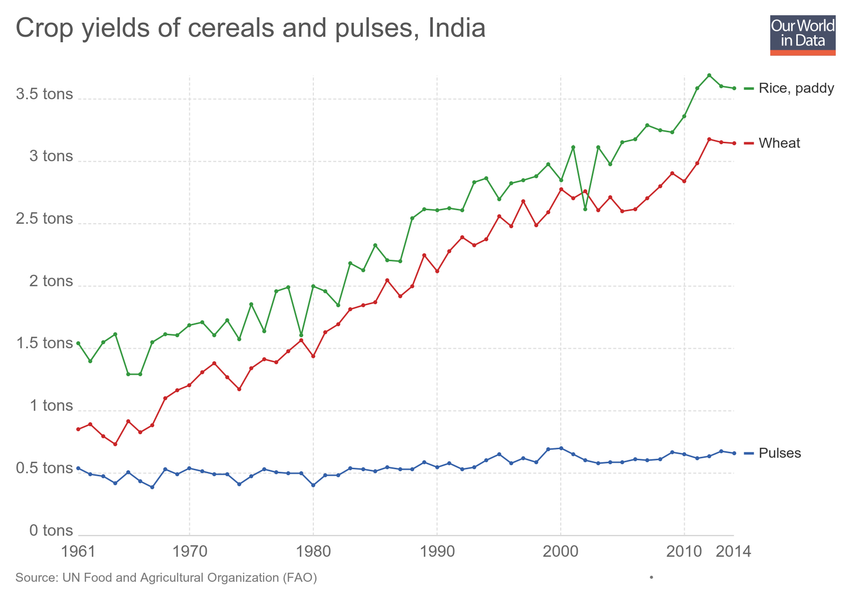 Crop yields of cereals and pulses, India
Our World
in Data
3.5 tons
3 tons
2.5 tons
2 tons
1.5 tons
1 tons
0.5 tons
0 tons
Rice, paddy
Wheat
Pulses
1961 1970 1980 1990 2000 2010 2014
Source: UN Food and Agricultural Organization (FAO)